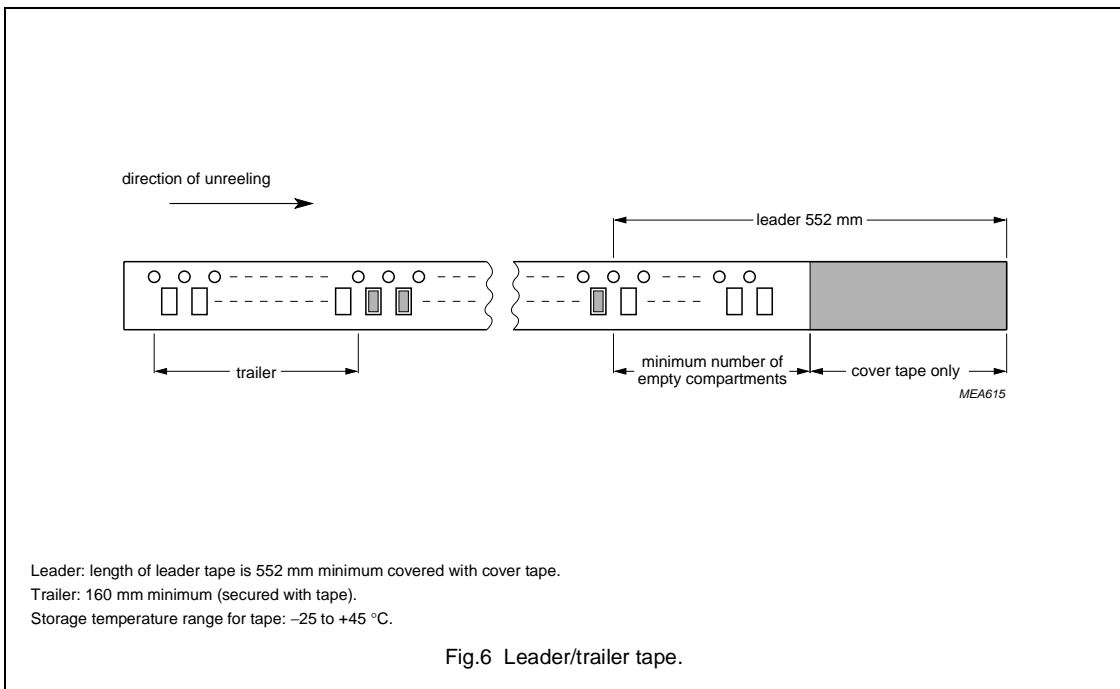 direction of unreeling
leader 552 mm
trailer
minimum number of
empty compartments
cover tape only
MEA615
Leader: length of leader tape is 552 mm minimum covered with cover tape.
Trailer: 160 mm minimum (secured with tape).
Storage temperature range for tape: −25 to +45 °C.
Fig.6 Leader/trailer tape.